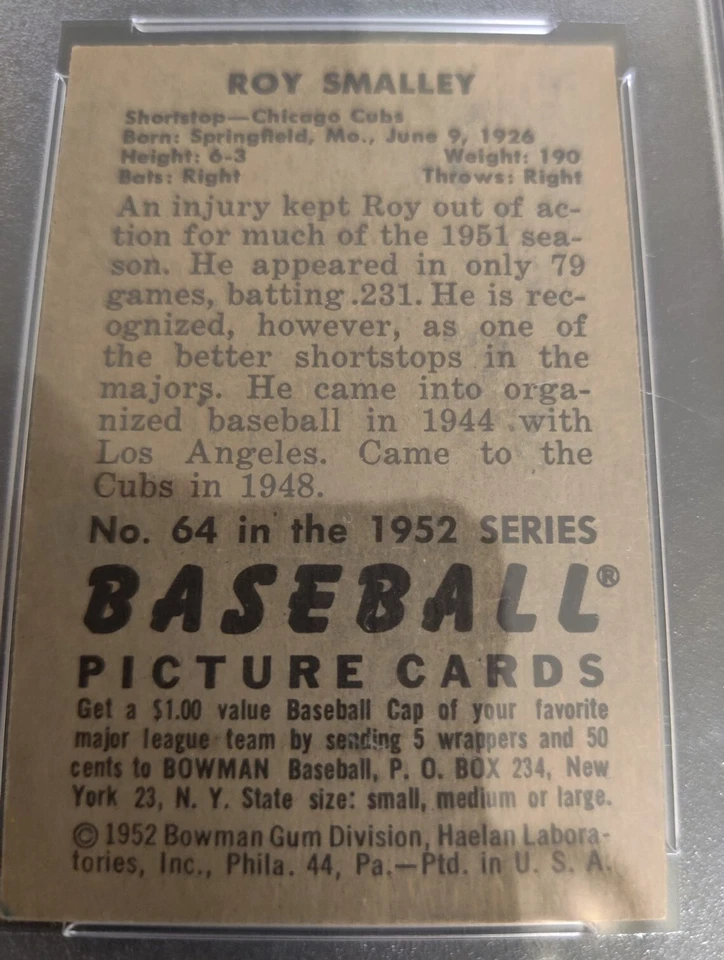 ROY SMALLEY
Shortstop—Chicago Cubs
Born: Springfield, Mo., June 9, 1926
Height: 6-3 Weight: 190
Bats: Right Throws: Right
An injury kept Roy out of ac-
tion for much of the 1951 sea-
son. He appeared in only 79
games, batting .231. He is rec-
ognized, however, as one of
the better shortstops in the
majors. He came into orga-
nized baseball in 1944 with
Los Angeles. Came to the
Cubs in 1948.
No. 64 in the 1952 SERIES
BASEBALL®
PICTURE CARDS
Get a $1.00 value Baseball Cap of your favorite
major league team by sending 5 wrappers and 50
cents to BOWMAN Baseball, P. O. BOX 234, New
York 23, N. Y. State size: small, medium or large.
© 1952 Bowman Gum Division, Haelan Labora-
tories, Inc., Phila. 44, Pa.—Ptd. in U. S. A.